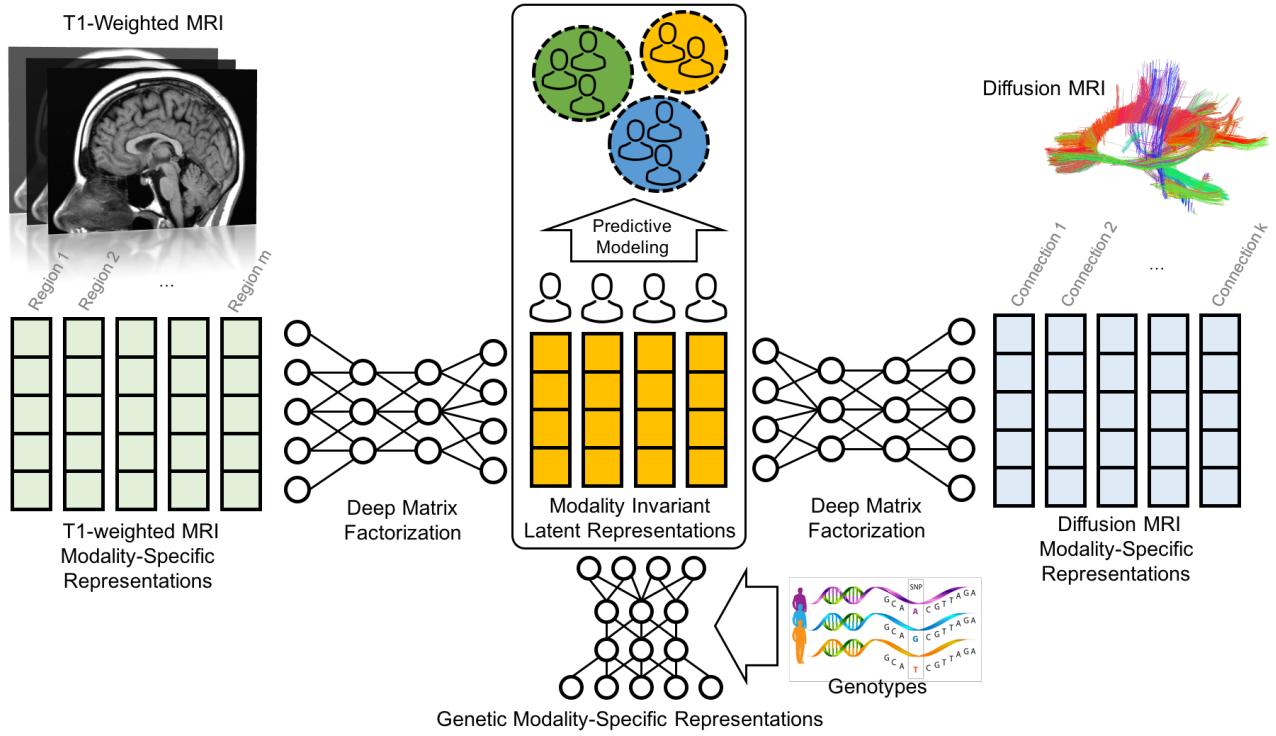 T1-Weighted MRI
Diffusion MRI
Predictive
Modeling
Region 1
Region 2
...
Region m
Connection 1
Connection 2
...
Connection k
Deep Matrix
Factorization
Modality Invariant
Latent Representations
Deep Matrix
Factorization
T1-weighted MRI
Modality-Specific
Representations
Diffusion MRI
Modality-Specific
Representations
SNP
GCA A CGTTAGA
GCA G CGTTAGA
GCA T CGTTAGA
Genotypes
Genetic Modality-Specific Representations